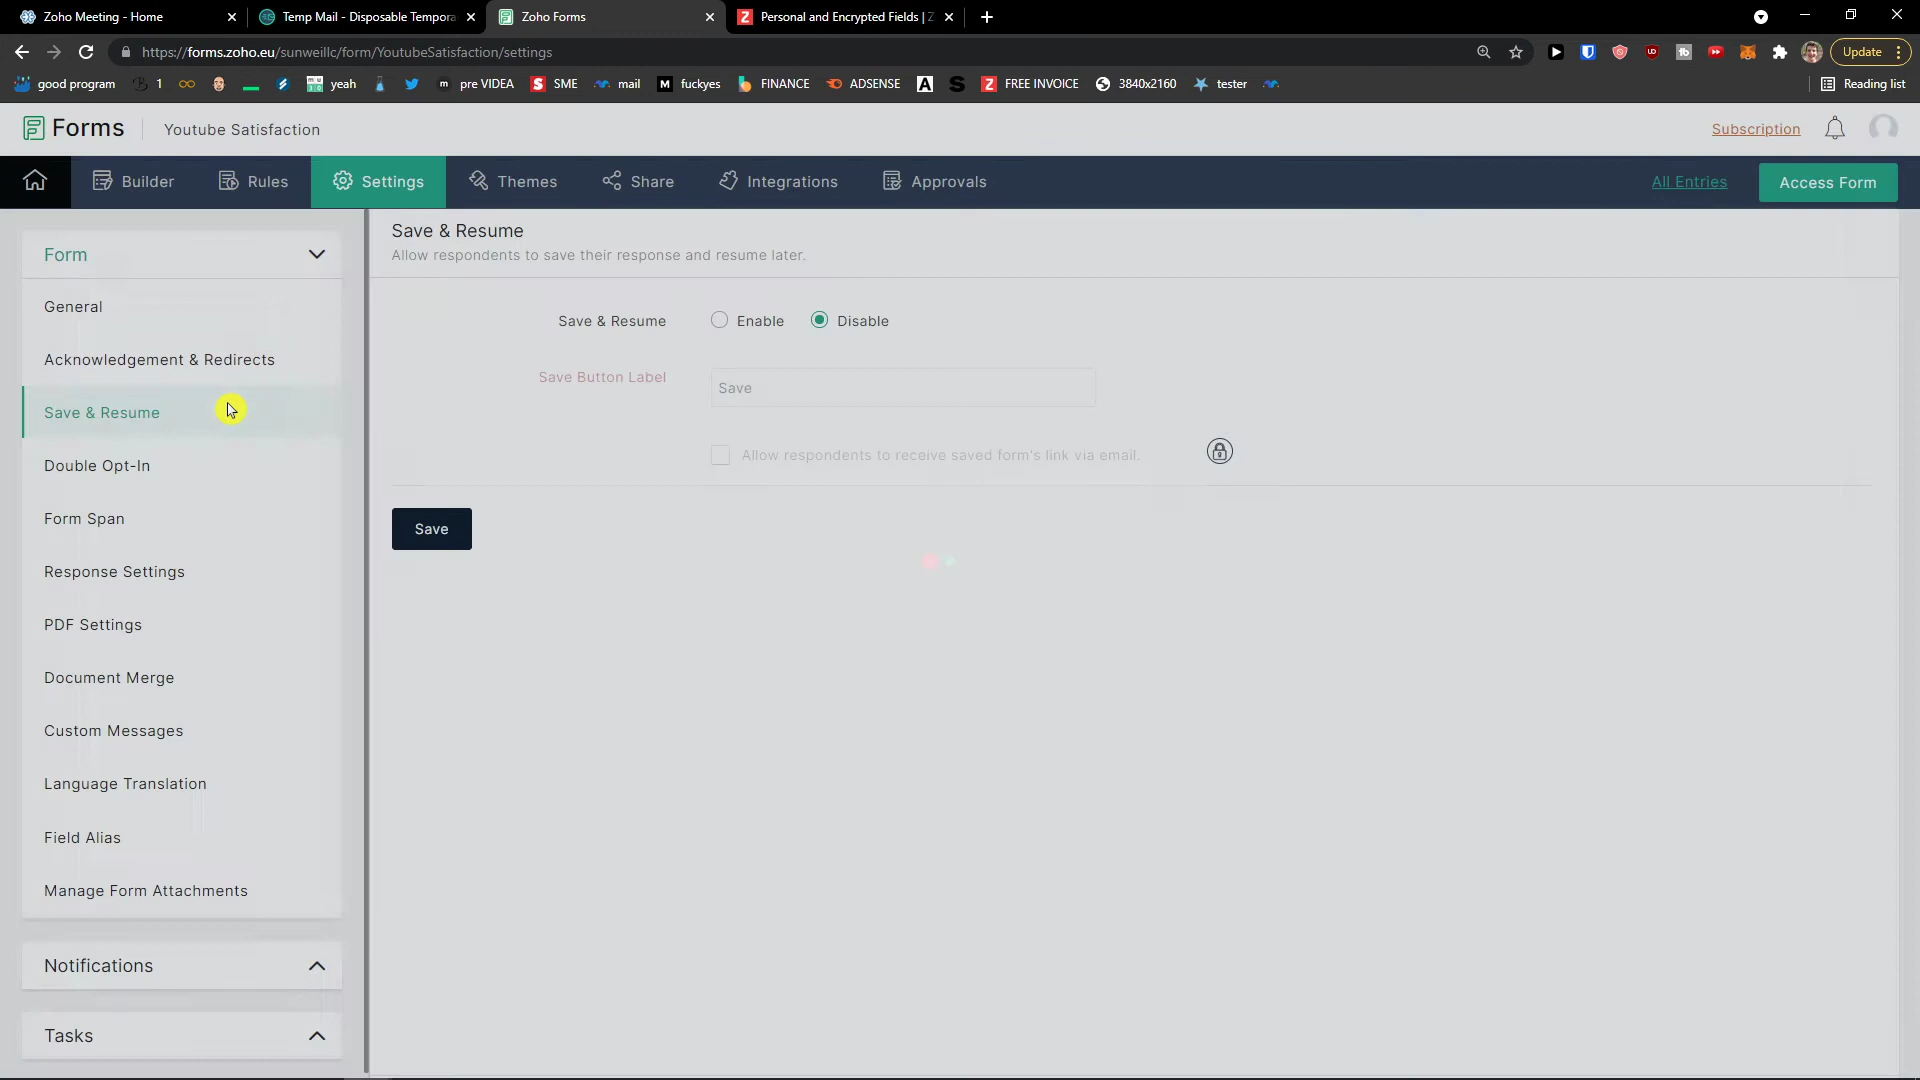 Zoho Meeting - Home
Temp Mail - Disposable Tempora
Zoho Forms
Personal and Encrypted Fields | Z
https://forms.zoho.eu/sunweillc/form/YoutubeSatisfaction/settings
Update
good program
1
yeah
pre VIDEA
SME
mail
fuckyes
FINANCE
ADSENSE
FREE INVOICE
3840x2160
tester
Reading list
Forms
Youtube Satisfaction
Subscription
Builder
Rules
Settings
Themes
Share
Integrations
Approvals
All Entries
Access Form
Form
General
Acknowledgement & Redirects
Save & Resume
Double Opt-In
Form Span
Response Settings
PDF Settings
Document Merge
Custom Messages
Language Translation
Field Alias
Manage Form Attachments
Notifications
Tasks
Save & Resume
Allow respondents to save their response and resume later.
Save & Resume
Enable
Disable
Save Button Label
Save
Allow respondents to receive saved form's link via email.
Save